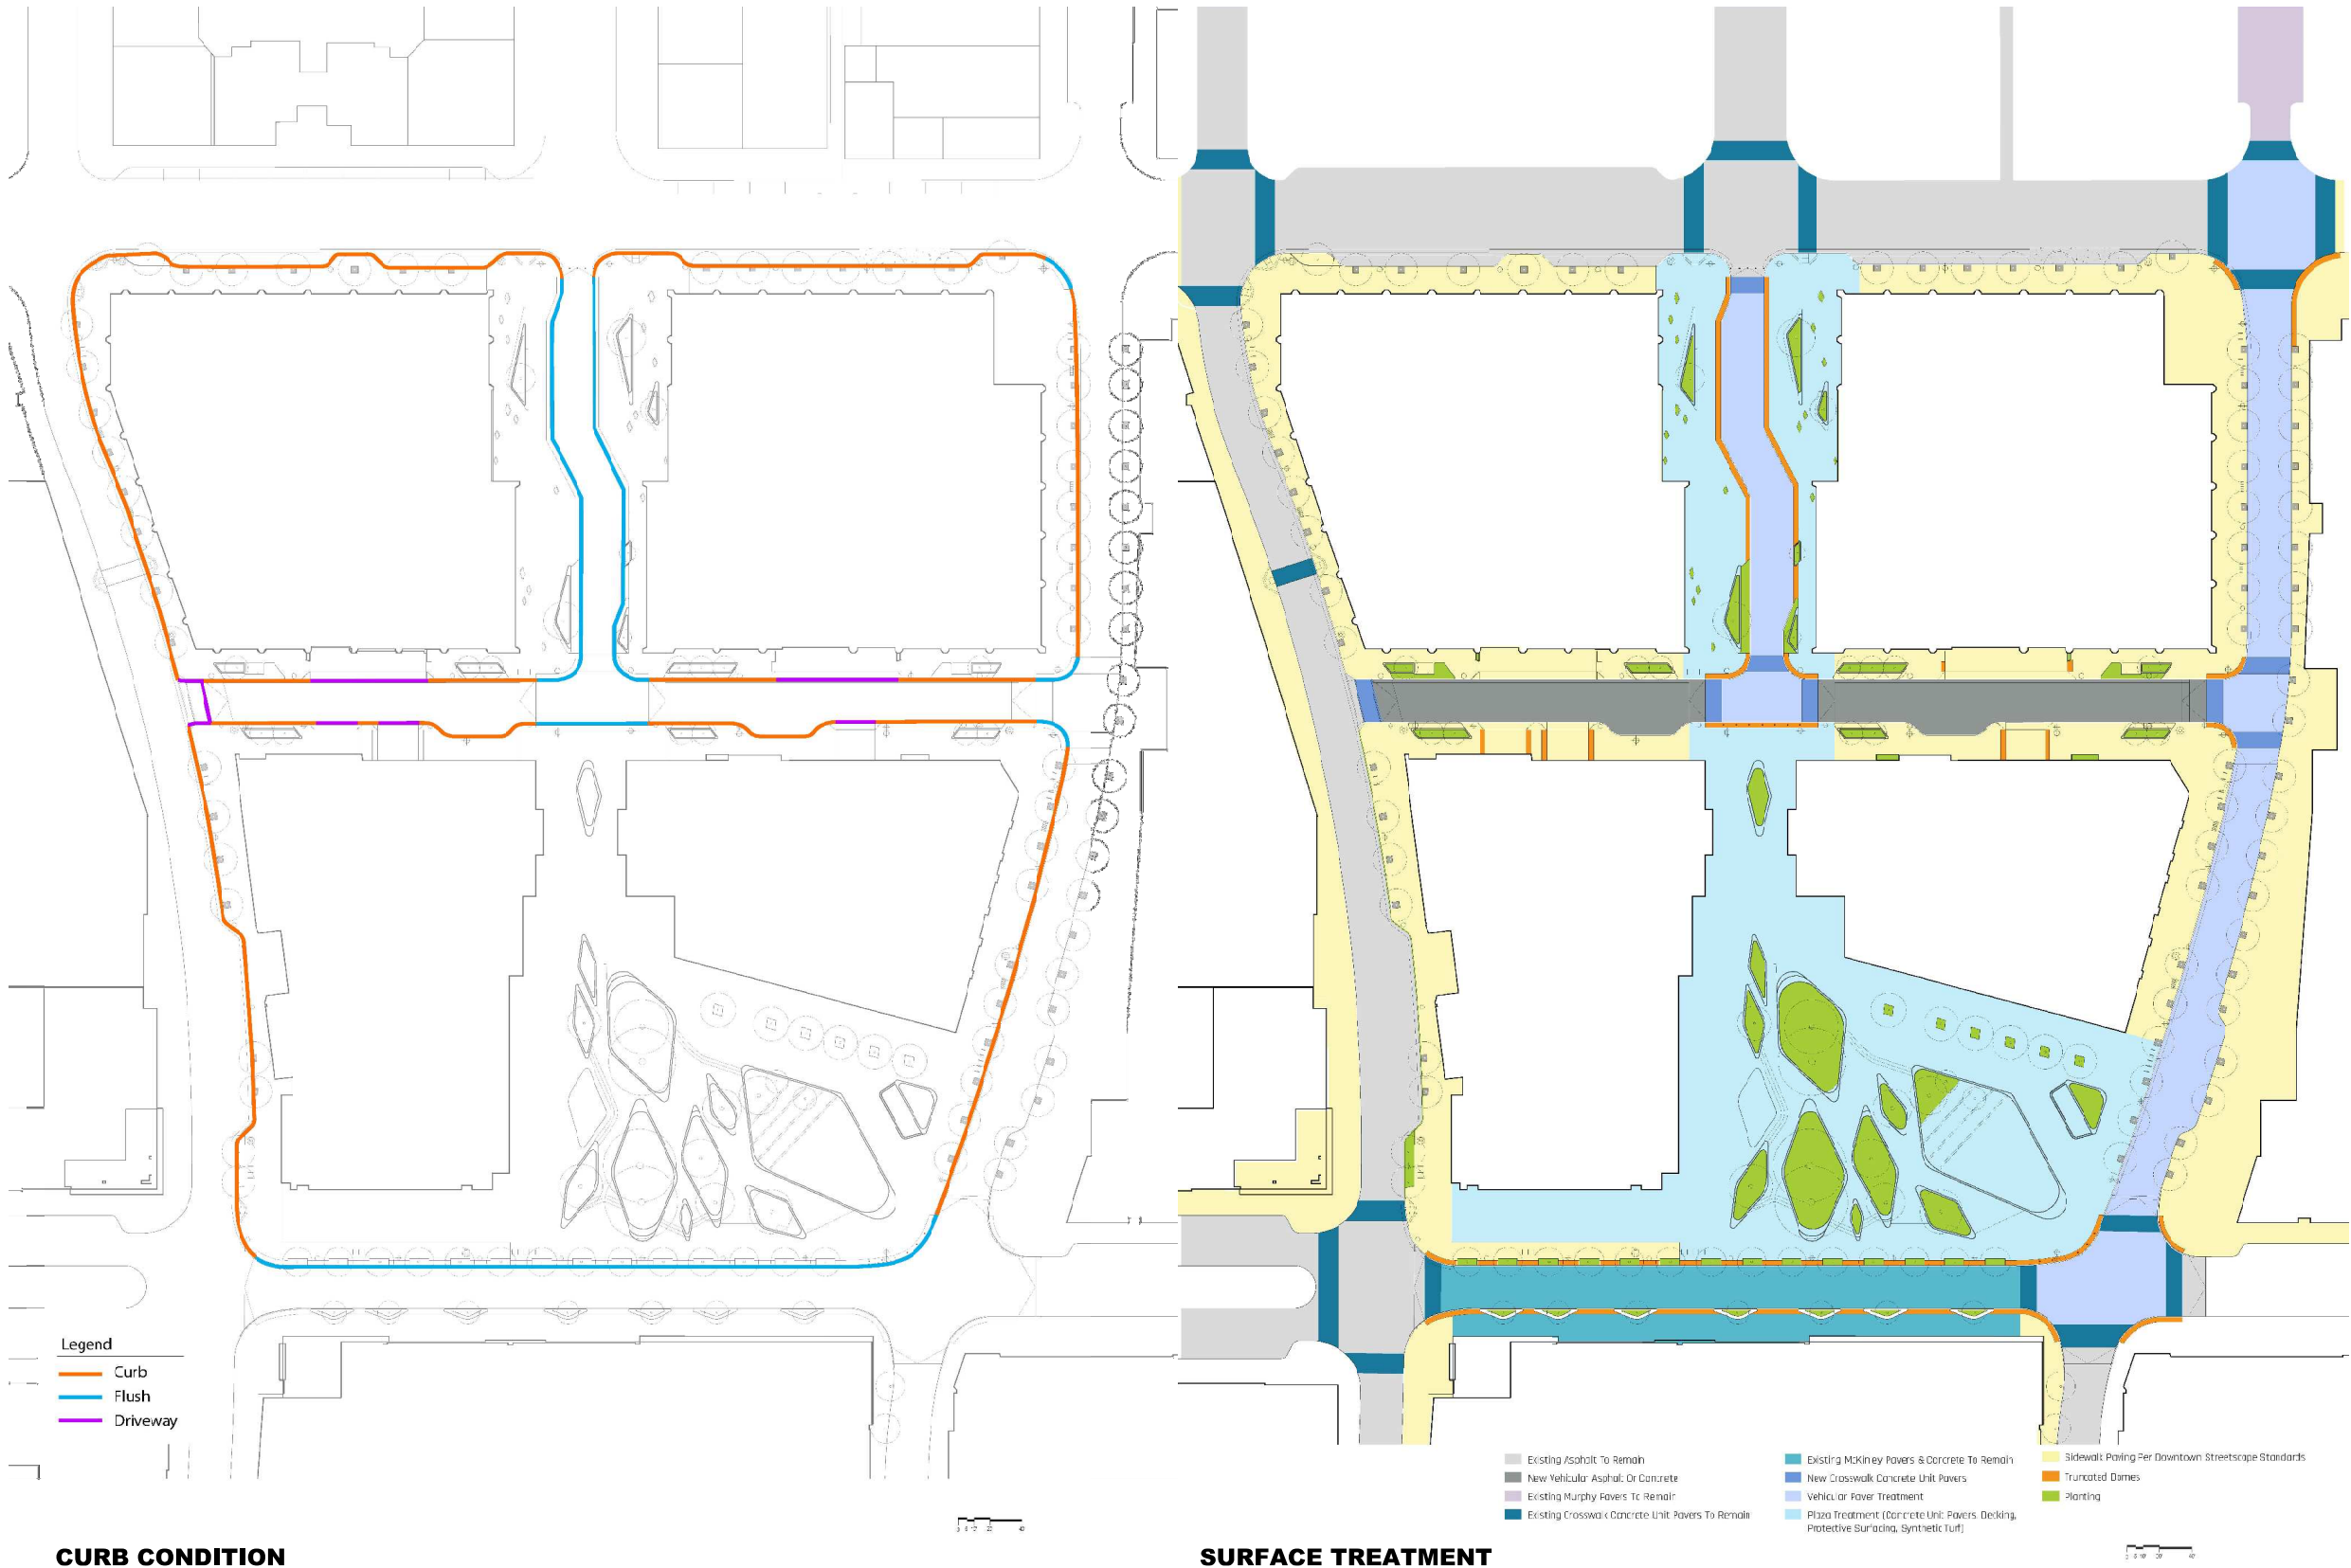 Legend
Curb
Flush
Driveway
CURB CONDITION
Existing Asphalt To Remain
New Vehicular Asphalt Or Concrete
Existing Murphy Pavers To Remain
Existing Crosswalk Concrete Unit Pavers To Remain
Existing McKinley Pavers & Concrete To Remain
New Crosswalk Concrete Unit Pavers
Vehicular Paver Treatment
Plaza Treatment (Concrete Unit Pavers, Decking,
Protective Surfacing, Synthetic Turf)
Sidewalk Paving Per Downtown Streetscape Standards
Truncated Domes
Planting
SURFACE TREATMENT